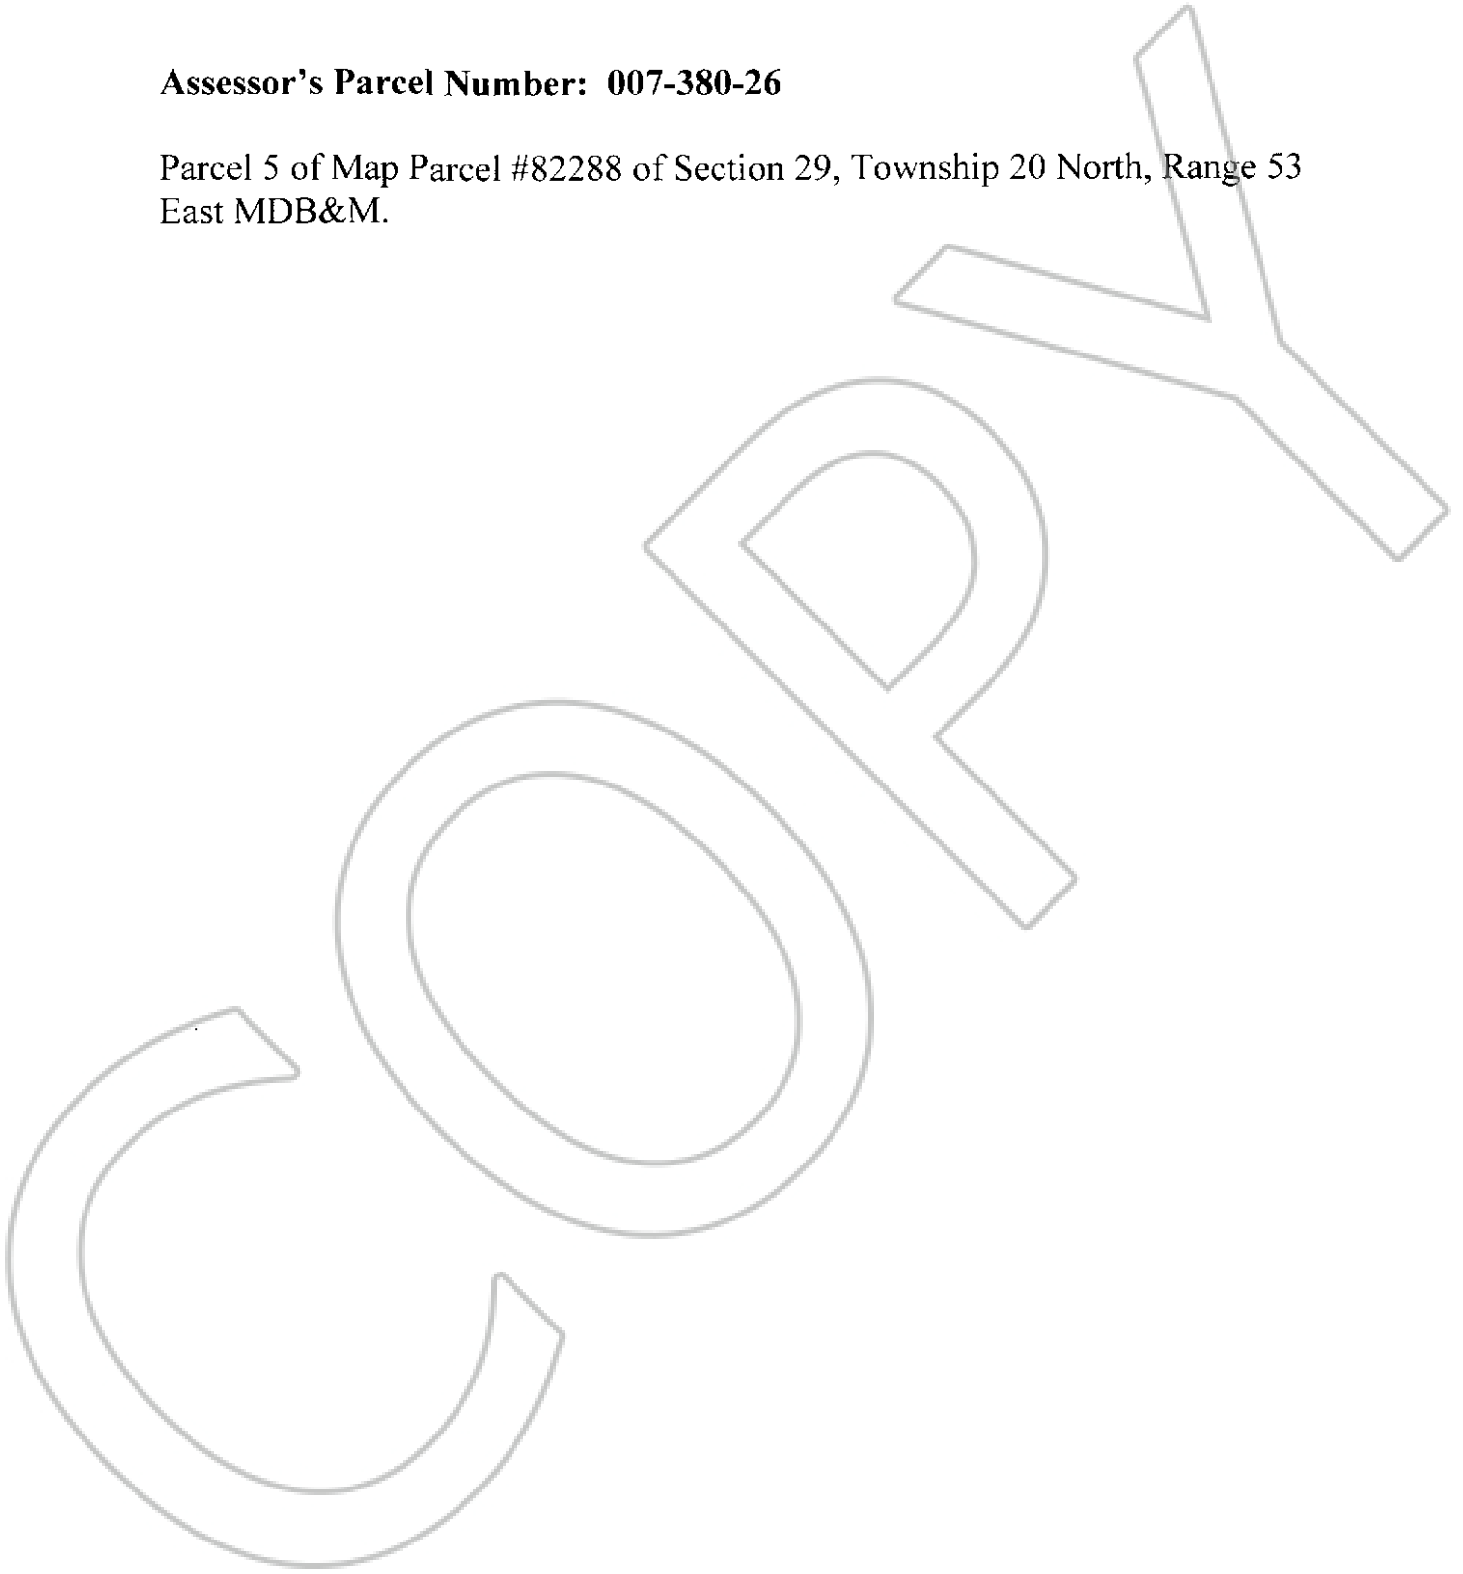 Assessor's Parcel Number: 007-380-26
Parcel 5 of Map Parcel #82288 of Section 29, Township 20 North, Range 53
East MDB&M.
COPY